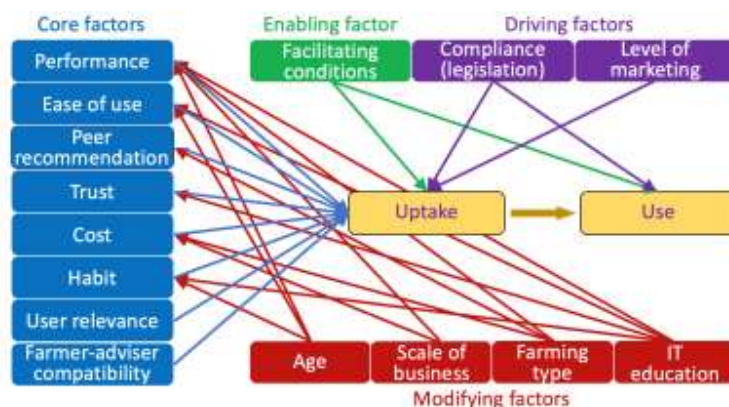 Core factors
Enabling factor
Driving factors
Performance
Facilitating
conditions
Compliance
(legislation)
Level of
marketing
Ease of use
Peer
recommendation
Trust
Uptake
Use
Cost
Habit
User relevance
Farmer-adviser
compatibility
Age
Scale of
business
Farming
type
IT
education
Modifying factors